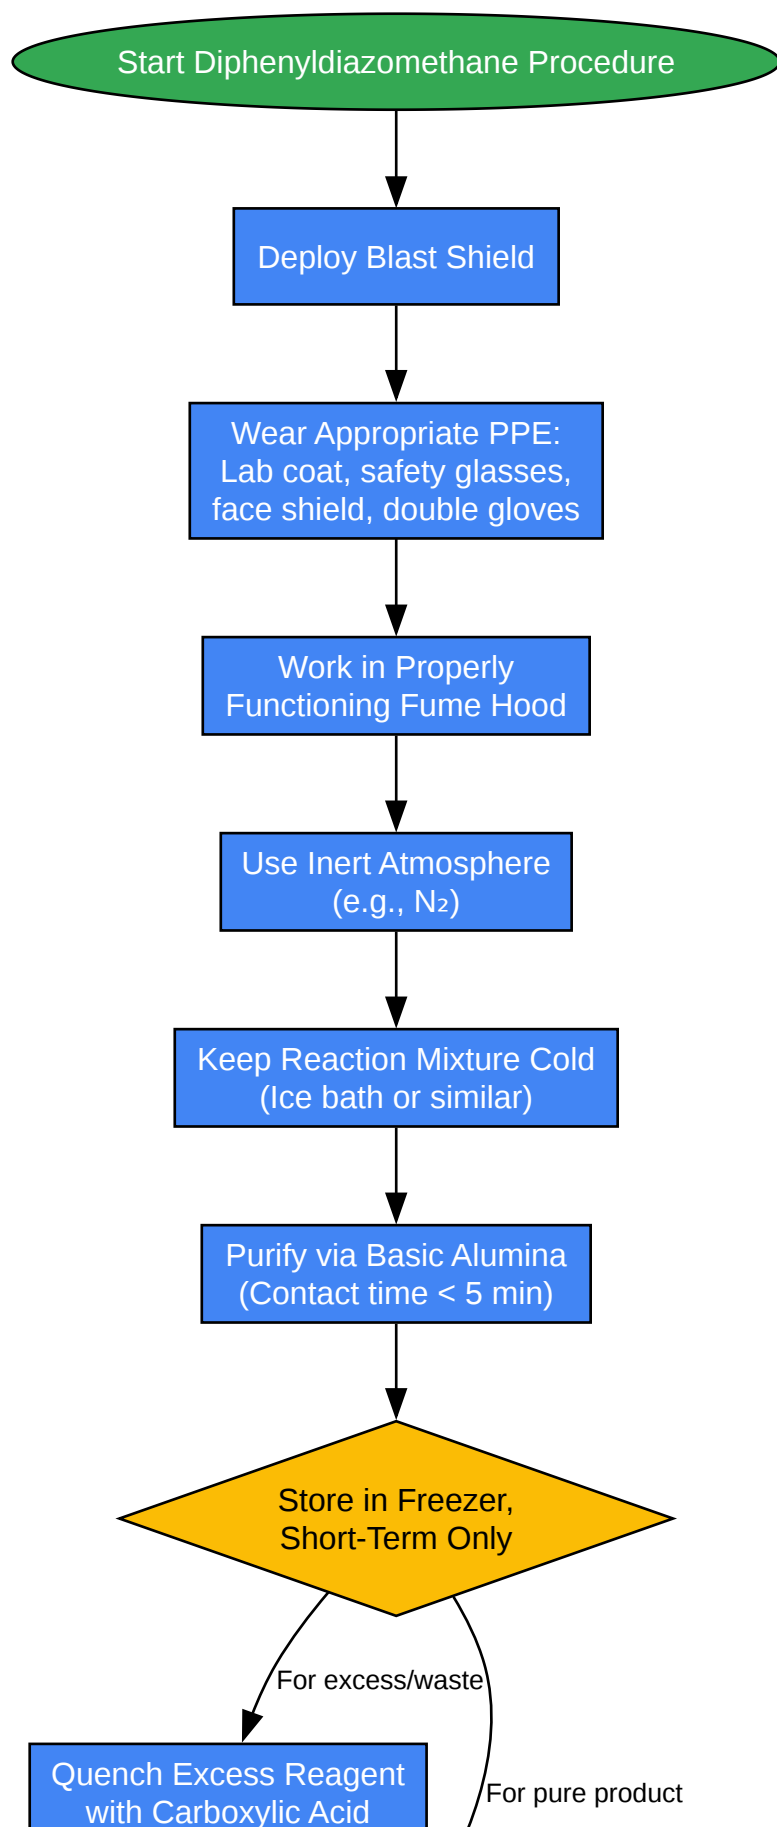 Start Diphenyldiazomethane Procedure
Deploy Blast Shield
Wear Appropriate PPE:
Lab coat, safety glasses,
face shield, double gloves
Work in Properly
Functioning Fume Hood
Use Inert Atmosphere
(e.g., N₂)
Keep Reaction Mixture Cold
(Ice bath or similar)
Purify via Basic Alumina
(Contact time < 5 min)
Store in Freezer,
Short-Term Only
For excess/waste
Quench Excess Reagent
with Carboxylic Acid
For pure product